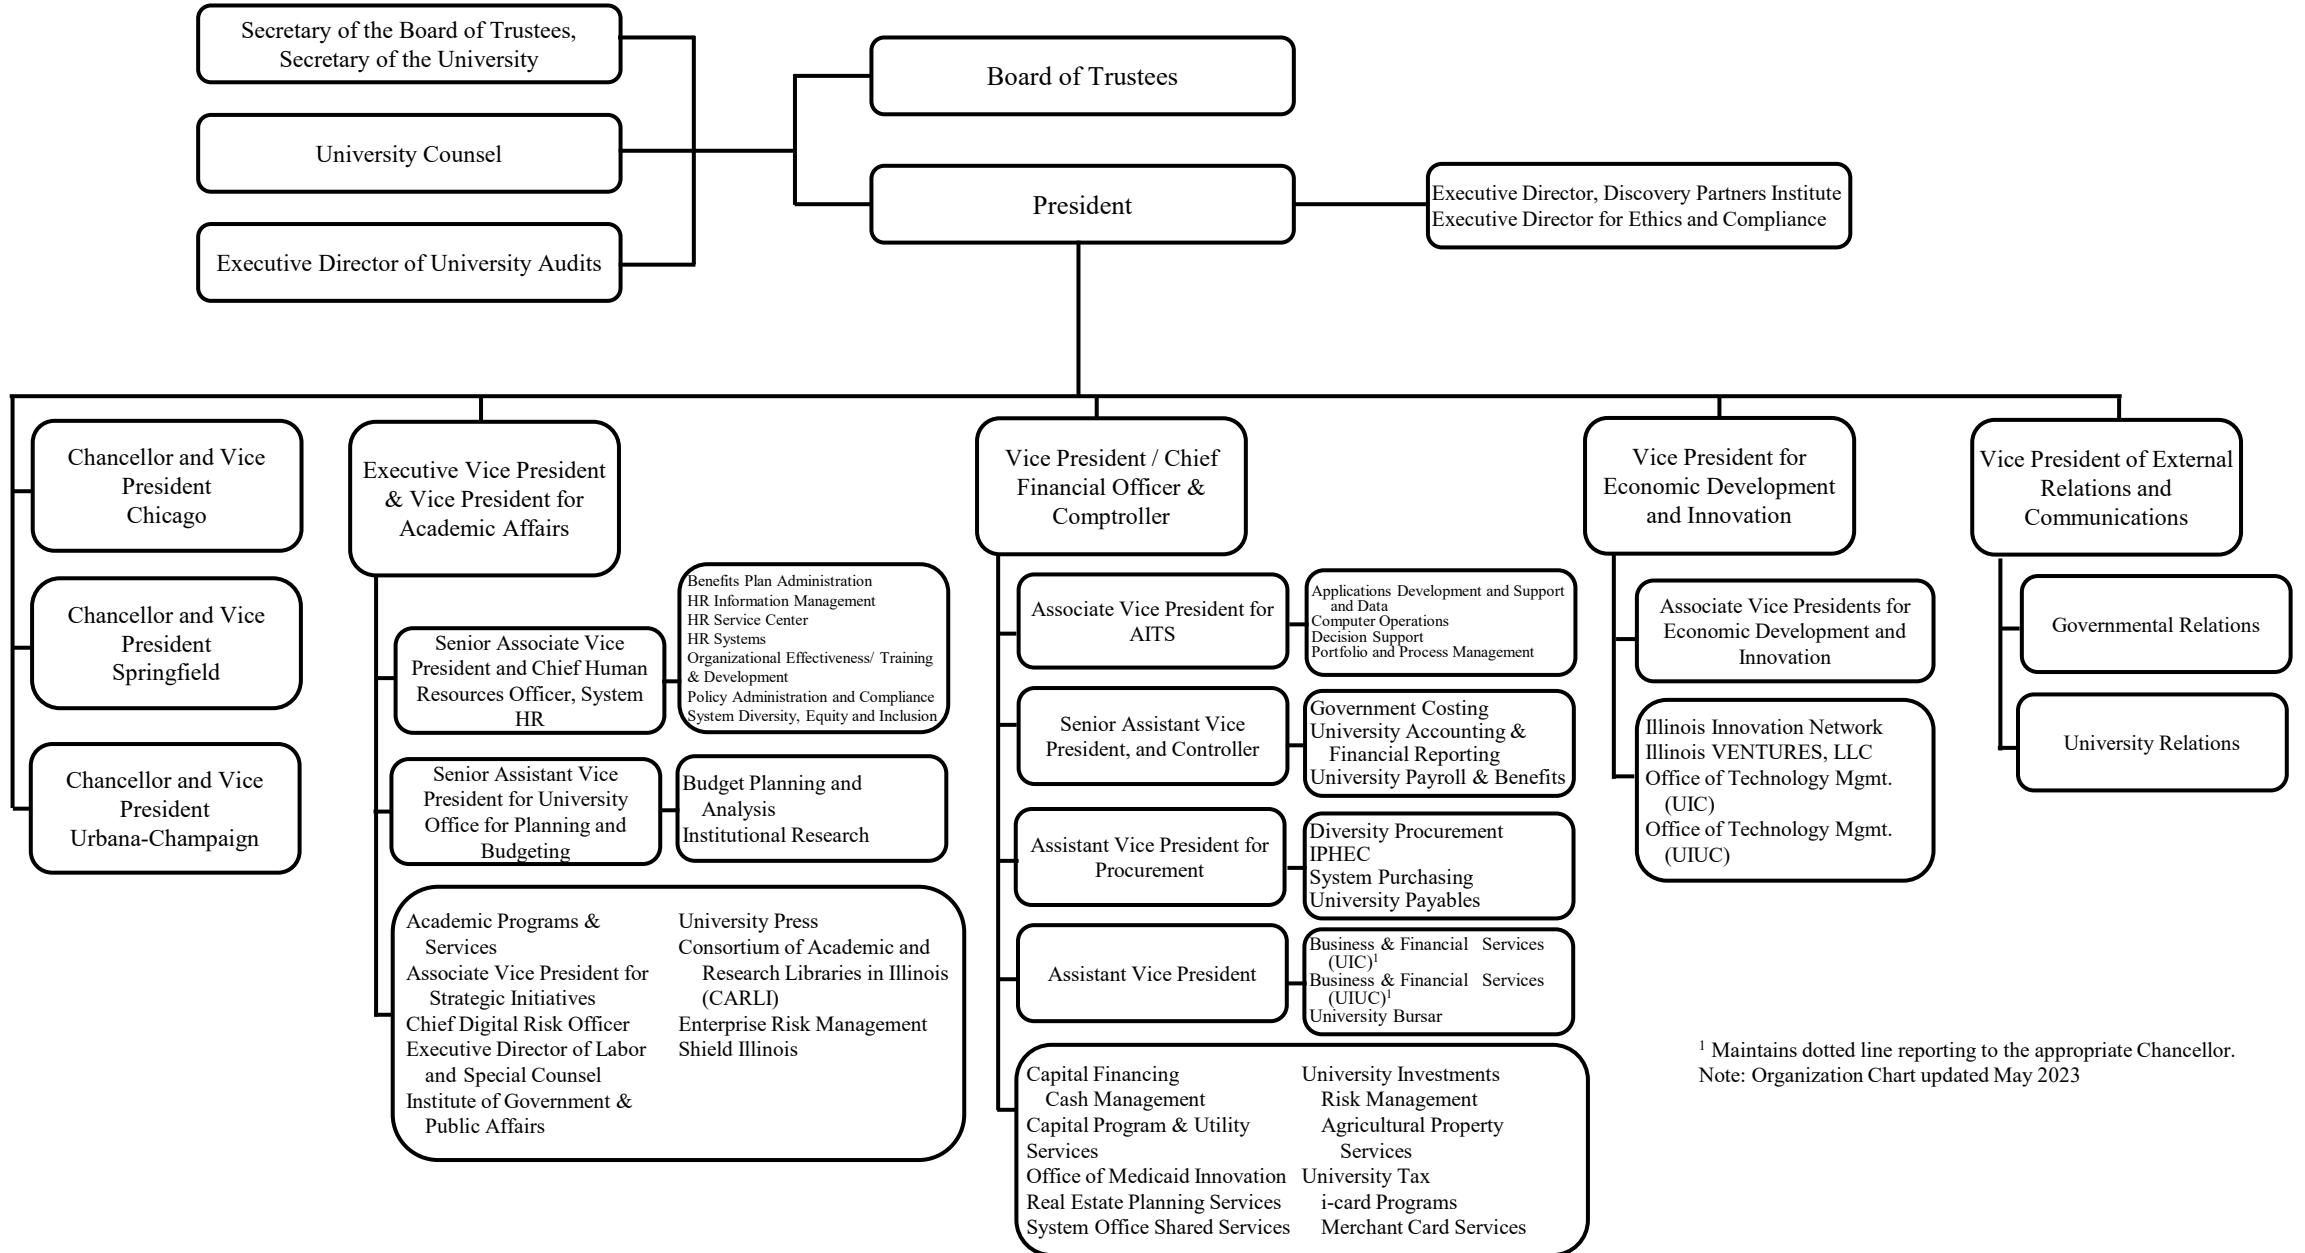 Secretary of the Board of Trustees,
Secretary of the University
Board of Trustees
University Counsel
President
Executive Director, Discovery Partners Institute
Executive Director for Ethics and Compliance
Executive Director of University Audits
Chancellor and Vice
President
Chicago
Chancellor and Vice
President
Springfield
Chancellor and Vice
President
Urbana-Champaign
Executive Vice President
& Vice President for
Academic Affairs
Senior Associate Vice
President and Chief Human
Resources Officer, System
HR
Benefits Plan Administration
HR Information Management
HR Service Center
HR Systems
Organizational Effectiveness/ Training
& Development
Policy Administration and Compliance
System Diversity, Equity and Inclusion
Senior Assistant Vice
President for University
Office for Planning and
Budgeting
Budget Planning and
Analysis
Institutional Research
Academic Programs &
Services
Associate Vice President for
Strategic Initiatives
Chief Digital Risk Officer
Executive Director of Labor
and Special Counsel
Institute of Government &
Public Affairs
University Press
Consortium of Academic and
Research Libraries in Illinois
(CARLI)
Enterprise Risk Management
Shield Illinois
Vice President / Chief
Financial Officer &
Comptroller
Associate Vice President for
AITS
Applications Development and Support
and Data
Computer Operations
Decision Support
Portfolio and Process Management
Senior Assistant Vice
President, and Controller
Government Costing
University Accounting &
Financial Reporting
University Payroll & Benefits
Assistant Vice President for
Procurement
Diversity Procurement
IPHEC
System Purchasing
University Payables
Assistant Vice President
Business & Financial Services
(UIC)¹
Business & Financial Services
(UIUC)¹
University Bursar
Capital Financing
Cash Management
Capital Program & Utility
Services
Office of Medicaid Innovation
Real Estate Planning Services
System Office Shared Services
University Investments
Risk Management
Agricultural Property
Services
University Tax
i-card Programs
Merchant Card Services
Vice President for
Economic Development
and Innovation
Associate Vice Presidents for
Economic Development and
Innovation
Illinois Innovation Network
Illinois VENTURES, LLC
Office of Technology Mgmt.
(UIC)
Office of Technology Mgmt.
(UIUC)
Vice President of External
Relations and
Communications
Governmental Relations
University Relations
¹ Maintains dotted line reporting to the appropriate Chancellor.
Note: Organization Chart updated May 2023